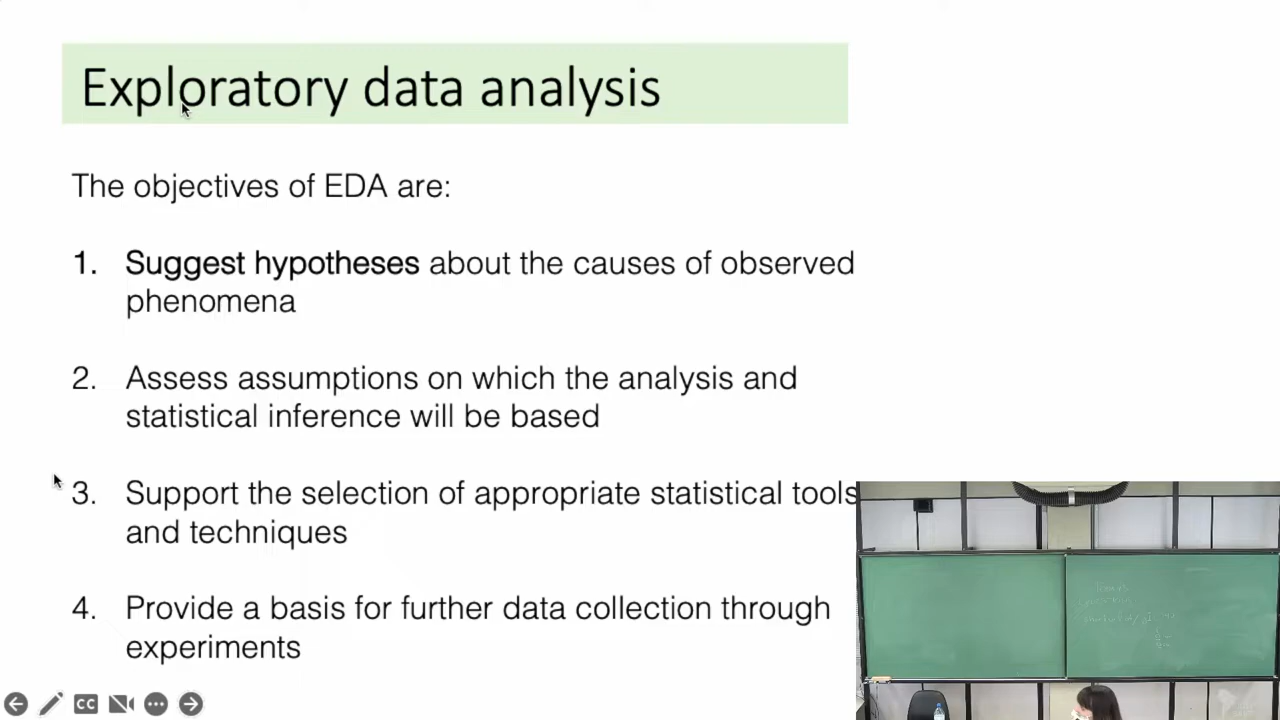 Exploratory data analysis
The objectives of EDA are:
1. Suggest hypotheses about the causes of observed
phenomena
2. Assess assumptions on which the analysis and
statistical inference will be based
3. Support the selection of appropriate statistical tools
and techniques
4. Provide a basis for further data collection through
experiments
CC